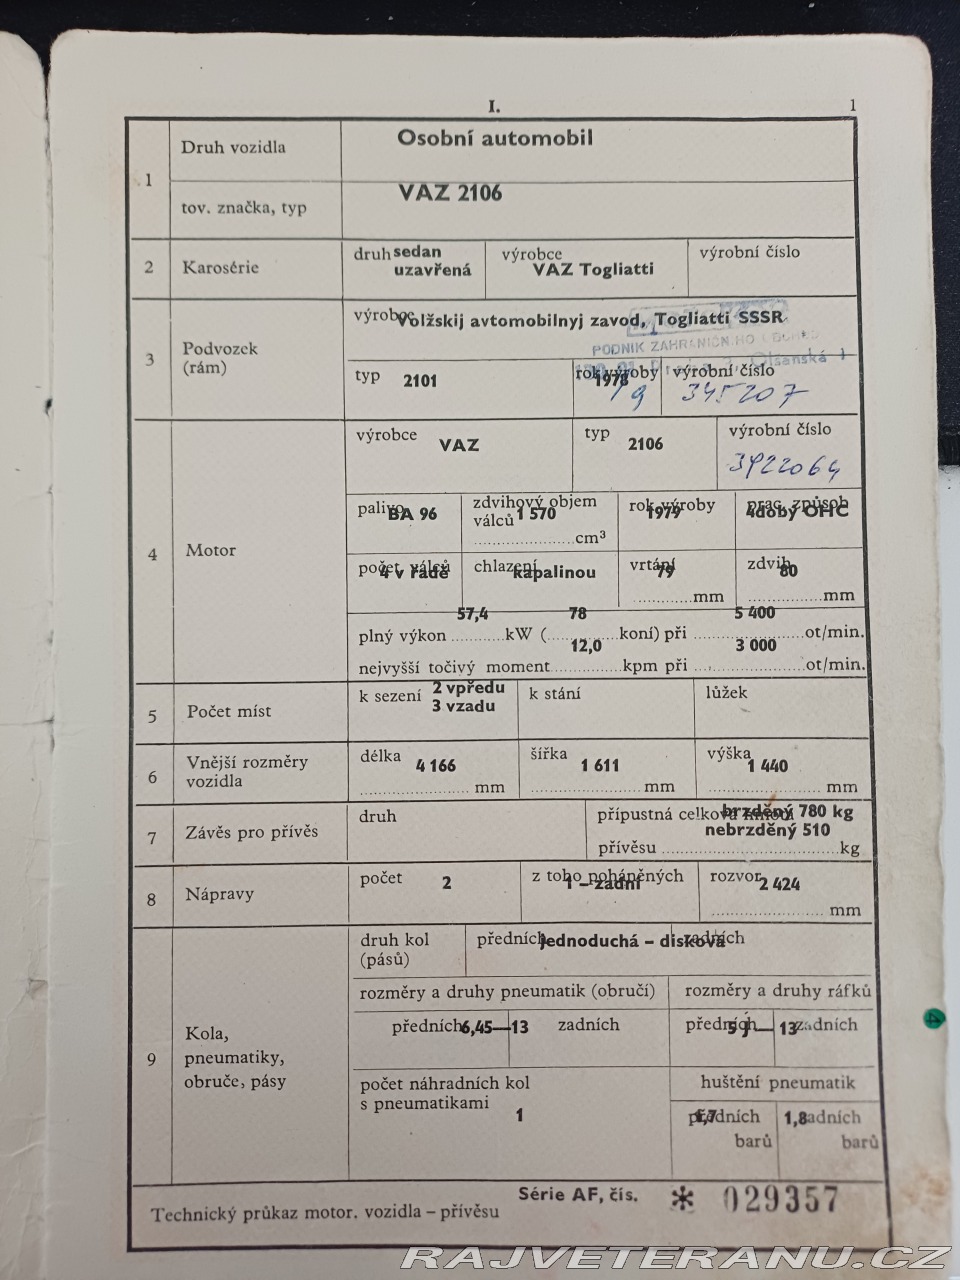 I. 1
1 Druh vozidla Osobní automobil
tov. značka, typ VAZ 2106
2 Karosérie druh sedan uzavřená výrobce VAZ Togliatti výrobní číslo
3 Podvozek (rám) výrobce Volžskij avtomobilnyj zavod, Togliatti SSSR
PODNIK ZAHRANIČNÍHO OBCHODU
Olšanská
typ 2101 rok výroby 1978 9 výrobní číslo 345207
4 Motor výrobce VAZ typ 2106 výrobní číslo 3922064
palivo BA 96 zdvihový objem válců 1 570 cm³ rok výroby 1979 prac. způsob 4dobý OHC
počet válců 4 v řadě chlazení kapalinou vrtání 79 mm zdvih 80 mm
57,4 78 5 400
plný výkon kW ( koní) při ot/min.
12,0 3 000
nejvyšší točivý moment kpm při ot/min.
5 Počet míst k sezení 2 vpředu 3 vzadu k stání lůžek
6 Vnější rozměry vozidla délka 4 166 mm šířka 1 611 mm výška 1 440 mm
7 Závěs pro přívěs druh přípustná celková brzděný 780 kg
nebrzděný 510
přívěsu kg
8 Nápravy počet 2 z toho poháněných 1 – zadní rozvor 2 424 mm
9 Kola, pneumatiky, obruče, pásy
druh kol (pásů) předních jednoduchá – disková zadních
rozměry a druhy pneumatik (obručí) rozměry a druhy ráfků
předních 6,45—13 zadních předních 5 J — 13 zadních
počet náhradních kol s pneumatikami 1 huštění pneumatik
předních 1,7 barů zadních 1,8 barů
Série AF, čís. * 029357
Technický průkaz motor. vozidla – přívěsu
RAJVETERANU.CZ
4